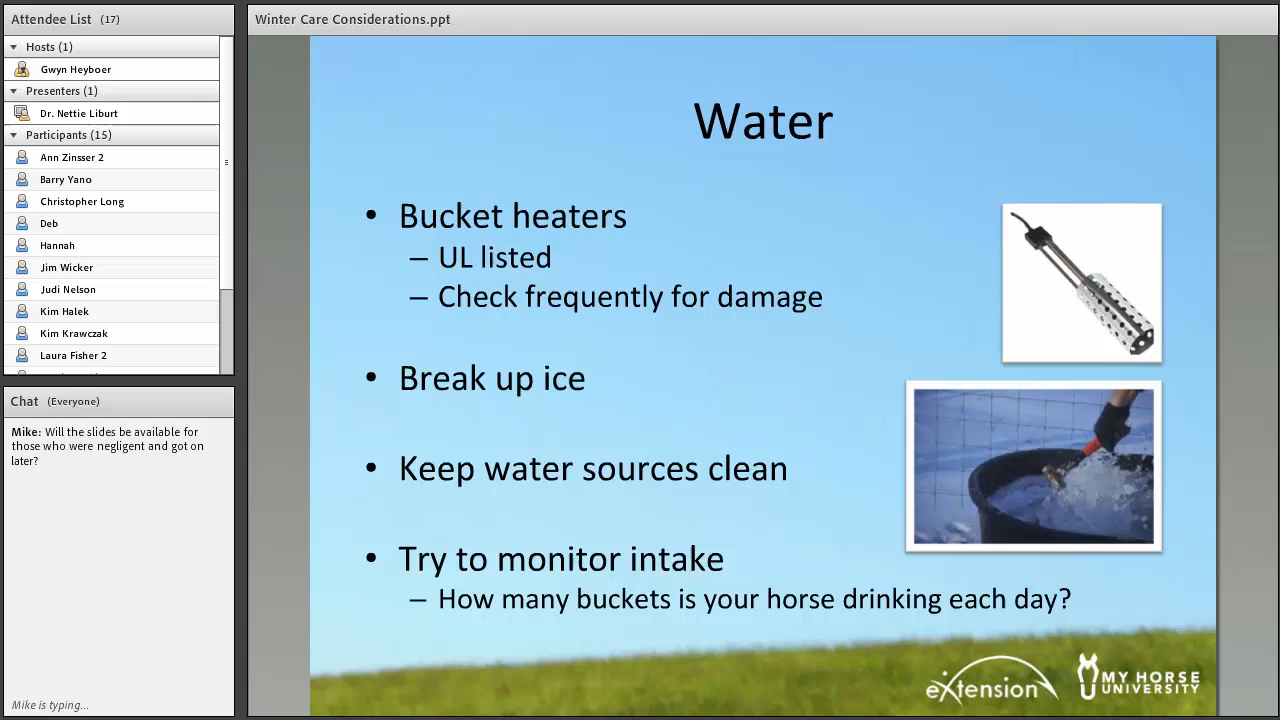 Attendee List (17)
Hosts (1)
Gwyn Heyboer
Presenters (1)
Dr. Nettie Liburt
Participants (15)
Ann Zinsser 2
Barry Yano
Christopher Long
Deb
Hannah
Jim Wicker
Judi Nelson
Kim Halek
Kim Krawczak
Laura Fisher 2
Chat (Everyone)
Mike: Will the slides be available for
those who were negligent and got on
later?
Mike is typing...
Winter Care Considerations.ppt
Water
• Bucket heaters
– UL listed
– Check frequently for damage
• Break up ice
• Keep water sources clean
• Try to monitor intake
– How many buckets is your horse drinking each day?
eXtension
MY HORSE
UNIVERSITY